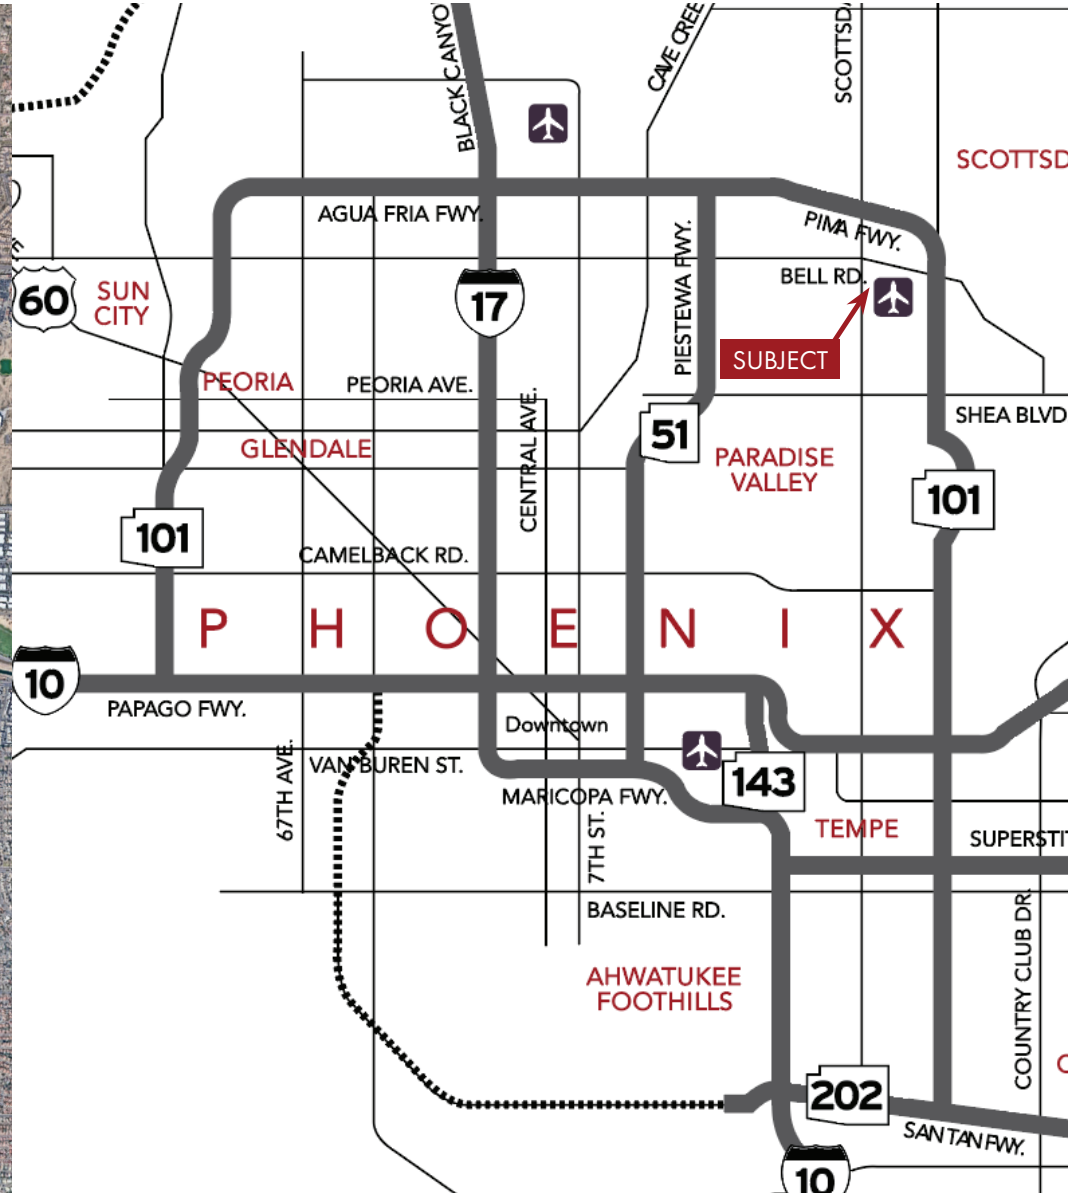 BLACK CANYO
CAVE CREE
SCOTTSD
SCOTTSD
AGUA FRIA FWY.
PIMA FWY.
PIESTEWA FWY.
BELL RD.
60
SUN
CITY
17
SUBJECT
PEORIA
PEORIA AVE.
CENTRAL AVE.
SHEA BLVD
51
GLENDALE
PARADISE
VALLEY
101
101
CAMELBACK RD.
PHOENIX
10
PAPAGO FWY.
Downtown
67TH AVE.
VAN BUREN ST.
143
MARICOPA FWY.
7TH ST.
TEMPE
SUPERSTIT
BASELINE RD.
COUNTRY CLUB DR.
AHWATUKEE
FOOTHILLS
202
SAN TAN FWY.
10